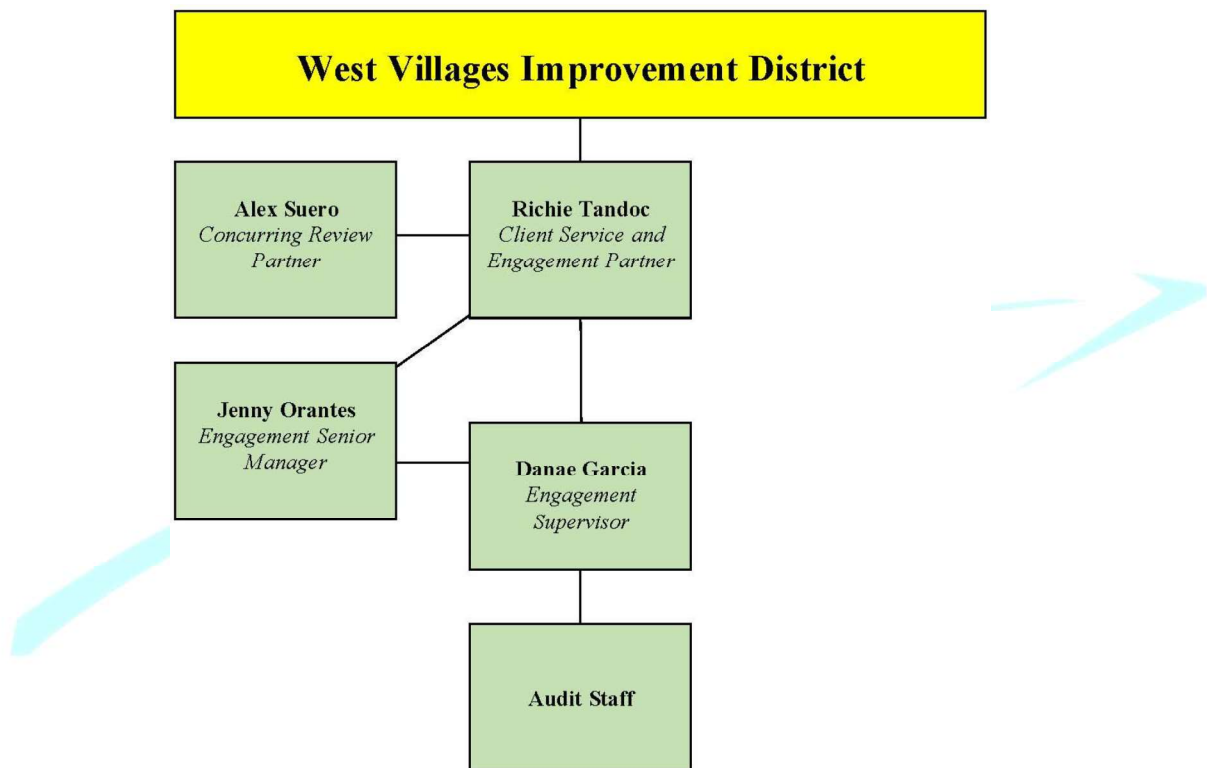 West Villages Improvement District
Alex Suero
Concurring Review
Partner
Richie Tandoc
Client Service and
Engagement Partner
Jenny Orantes
Engagement Senior
Manager
Danae Garcia
Engagement
Supervisor
Audit Staff